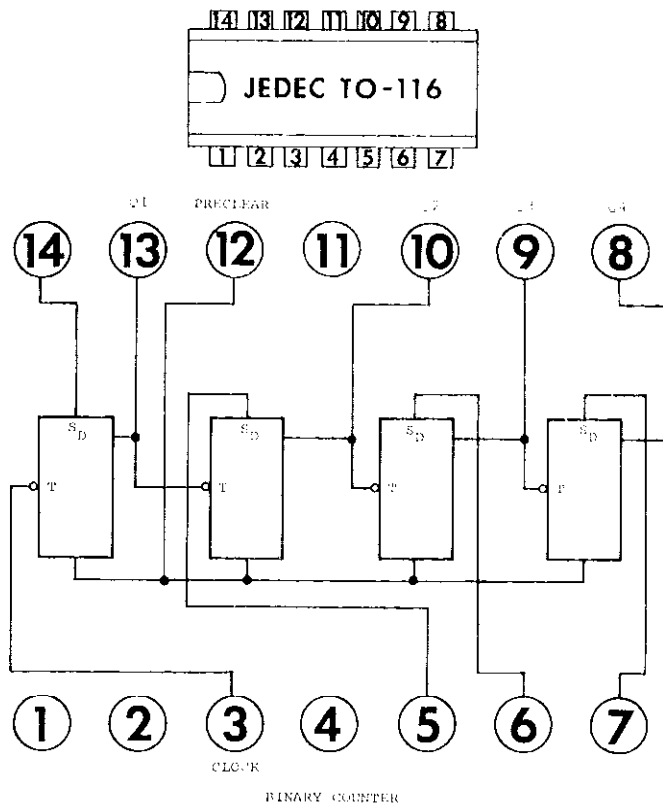 14 13 12 11 10 9 8
JEDEC TO-116
1 2 3 4 5 6 7
Q1 PRECLEAR
14 13 12 11 10 9 8
SD SD SD SD
T T T T
1 2 3 4 5 6 7
CLOCK
BINARY COUNTER